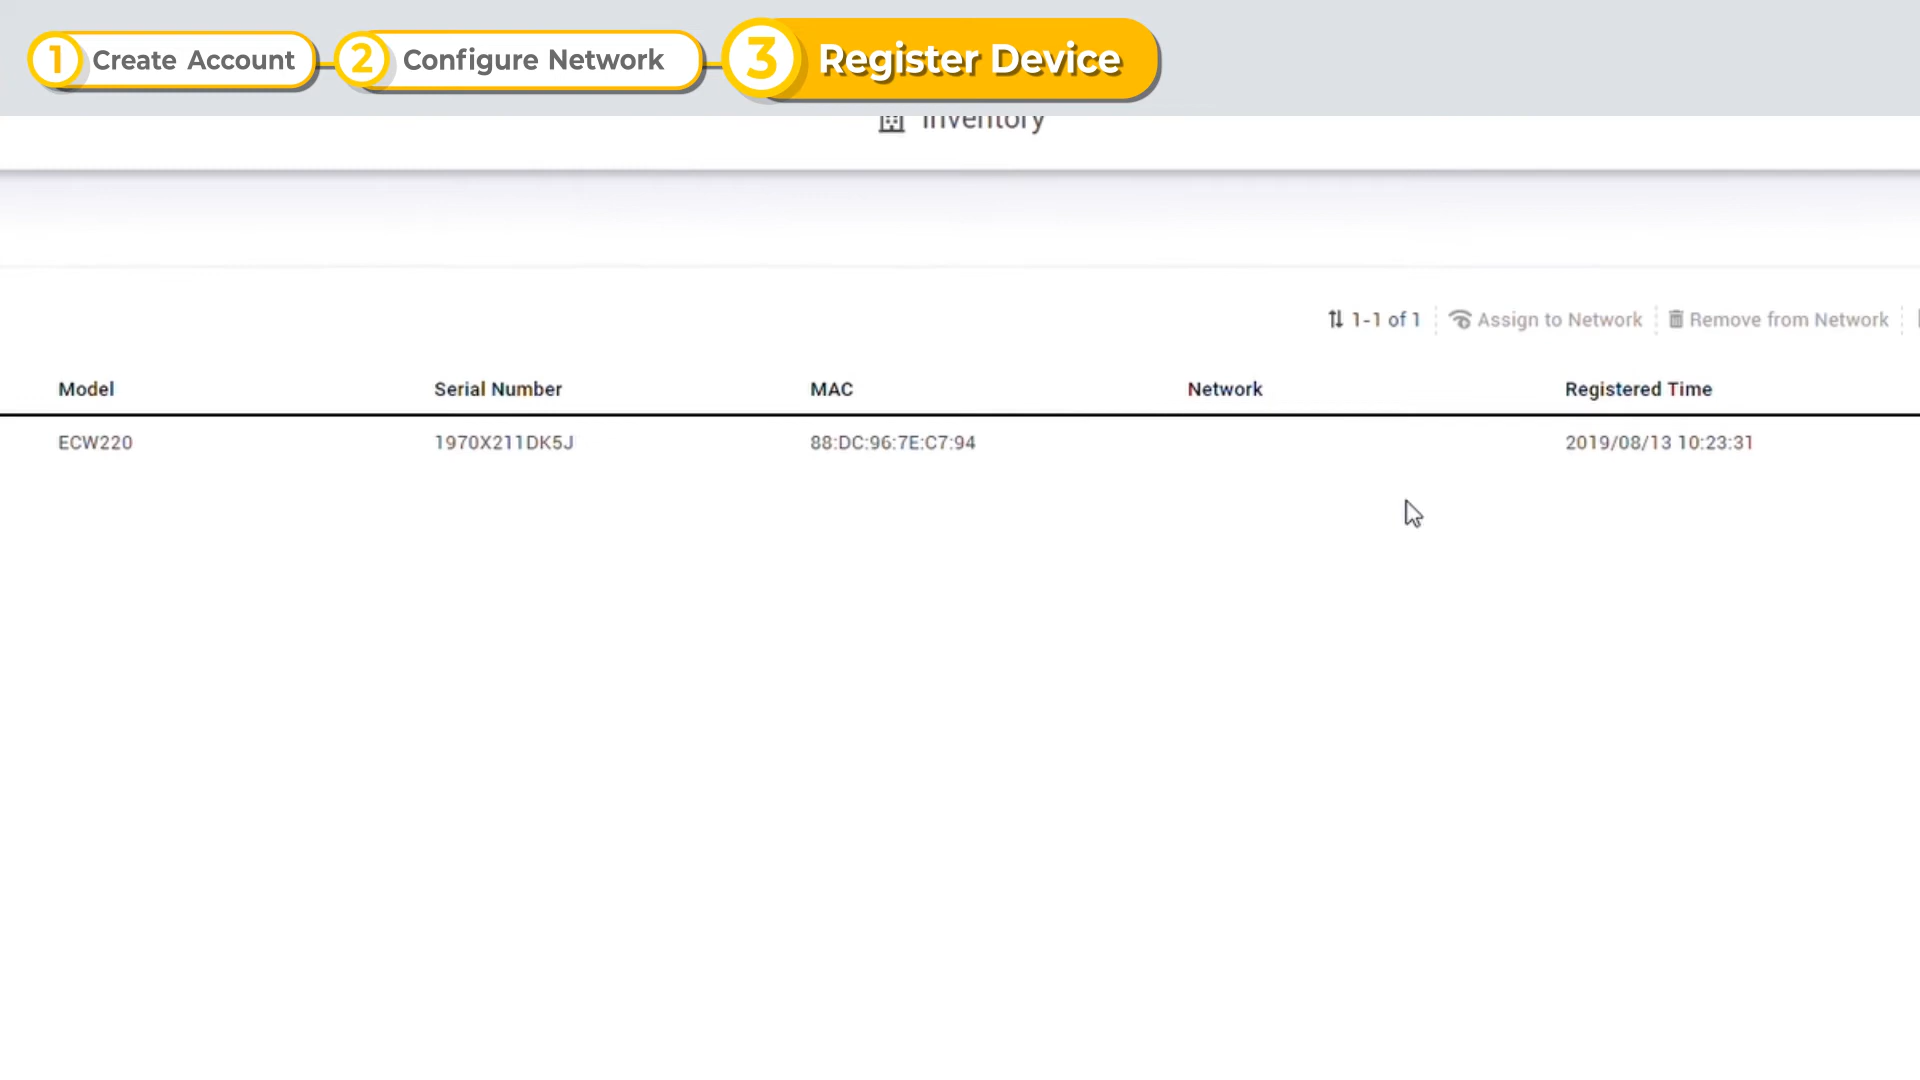 1 Create Account 2 Configure Network 3 Register Device
Inventory
1-1 of 1 Assign to Network Remove from Network
Model Serial Number MAC Network Registered Time
ECW220 1970X211DK5J 88:DC:96:7E:C7:94 2019/08/13 10:23:31